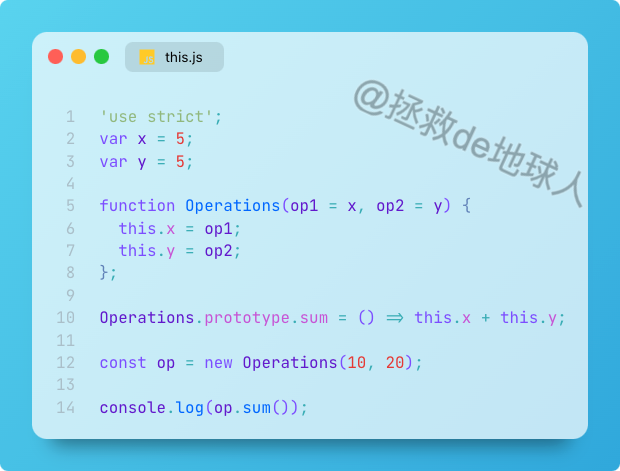 JS this.js
@拯救de地球人
1 'use strict';
2 var x = 5;
3 var y = 5;
4
5 function Operations(op1 = x, op2 = y) {
6   this.x = op1;
7   this.y = op2;
8 };
9
10 Operations.prototype.sum = () => this.x + this.y;
11
12 const op = new Operations(10, 20);
13
14 console.log(op.sum());